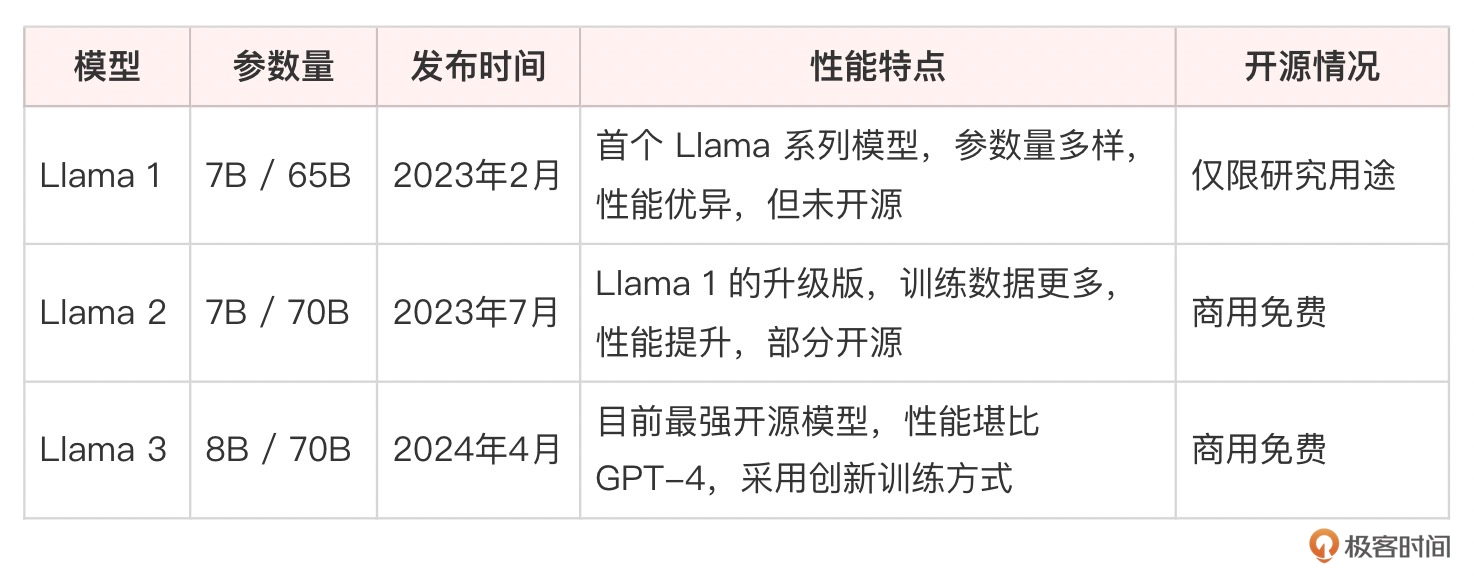 模型 参数量 发布时间 性能特点 开源情况
Llama 1 7B / 65B 2023年2月 首个 Llama 系列模型，参数量多样， 仅限研究用途
性能优异，但未开源
Llama 2 7B / 70B 2023年7月 Llama 1 的升级版，训练数据更多， 商用免费
性能提升，部分开源
Llama 3 8B / 70B 2024年4月 目前最强开源模型，性能堪比 商用免费
GPT-4，采用创新训练方式
极客时间